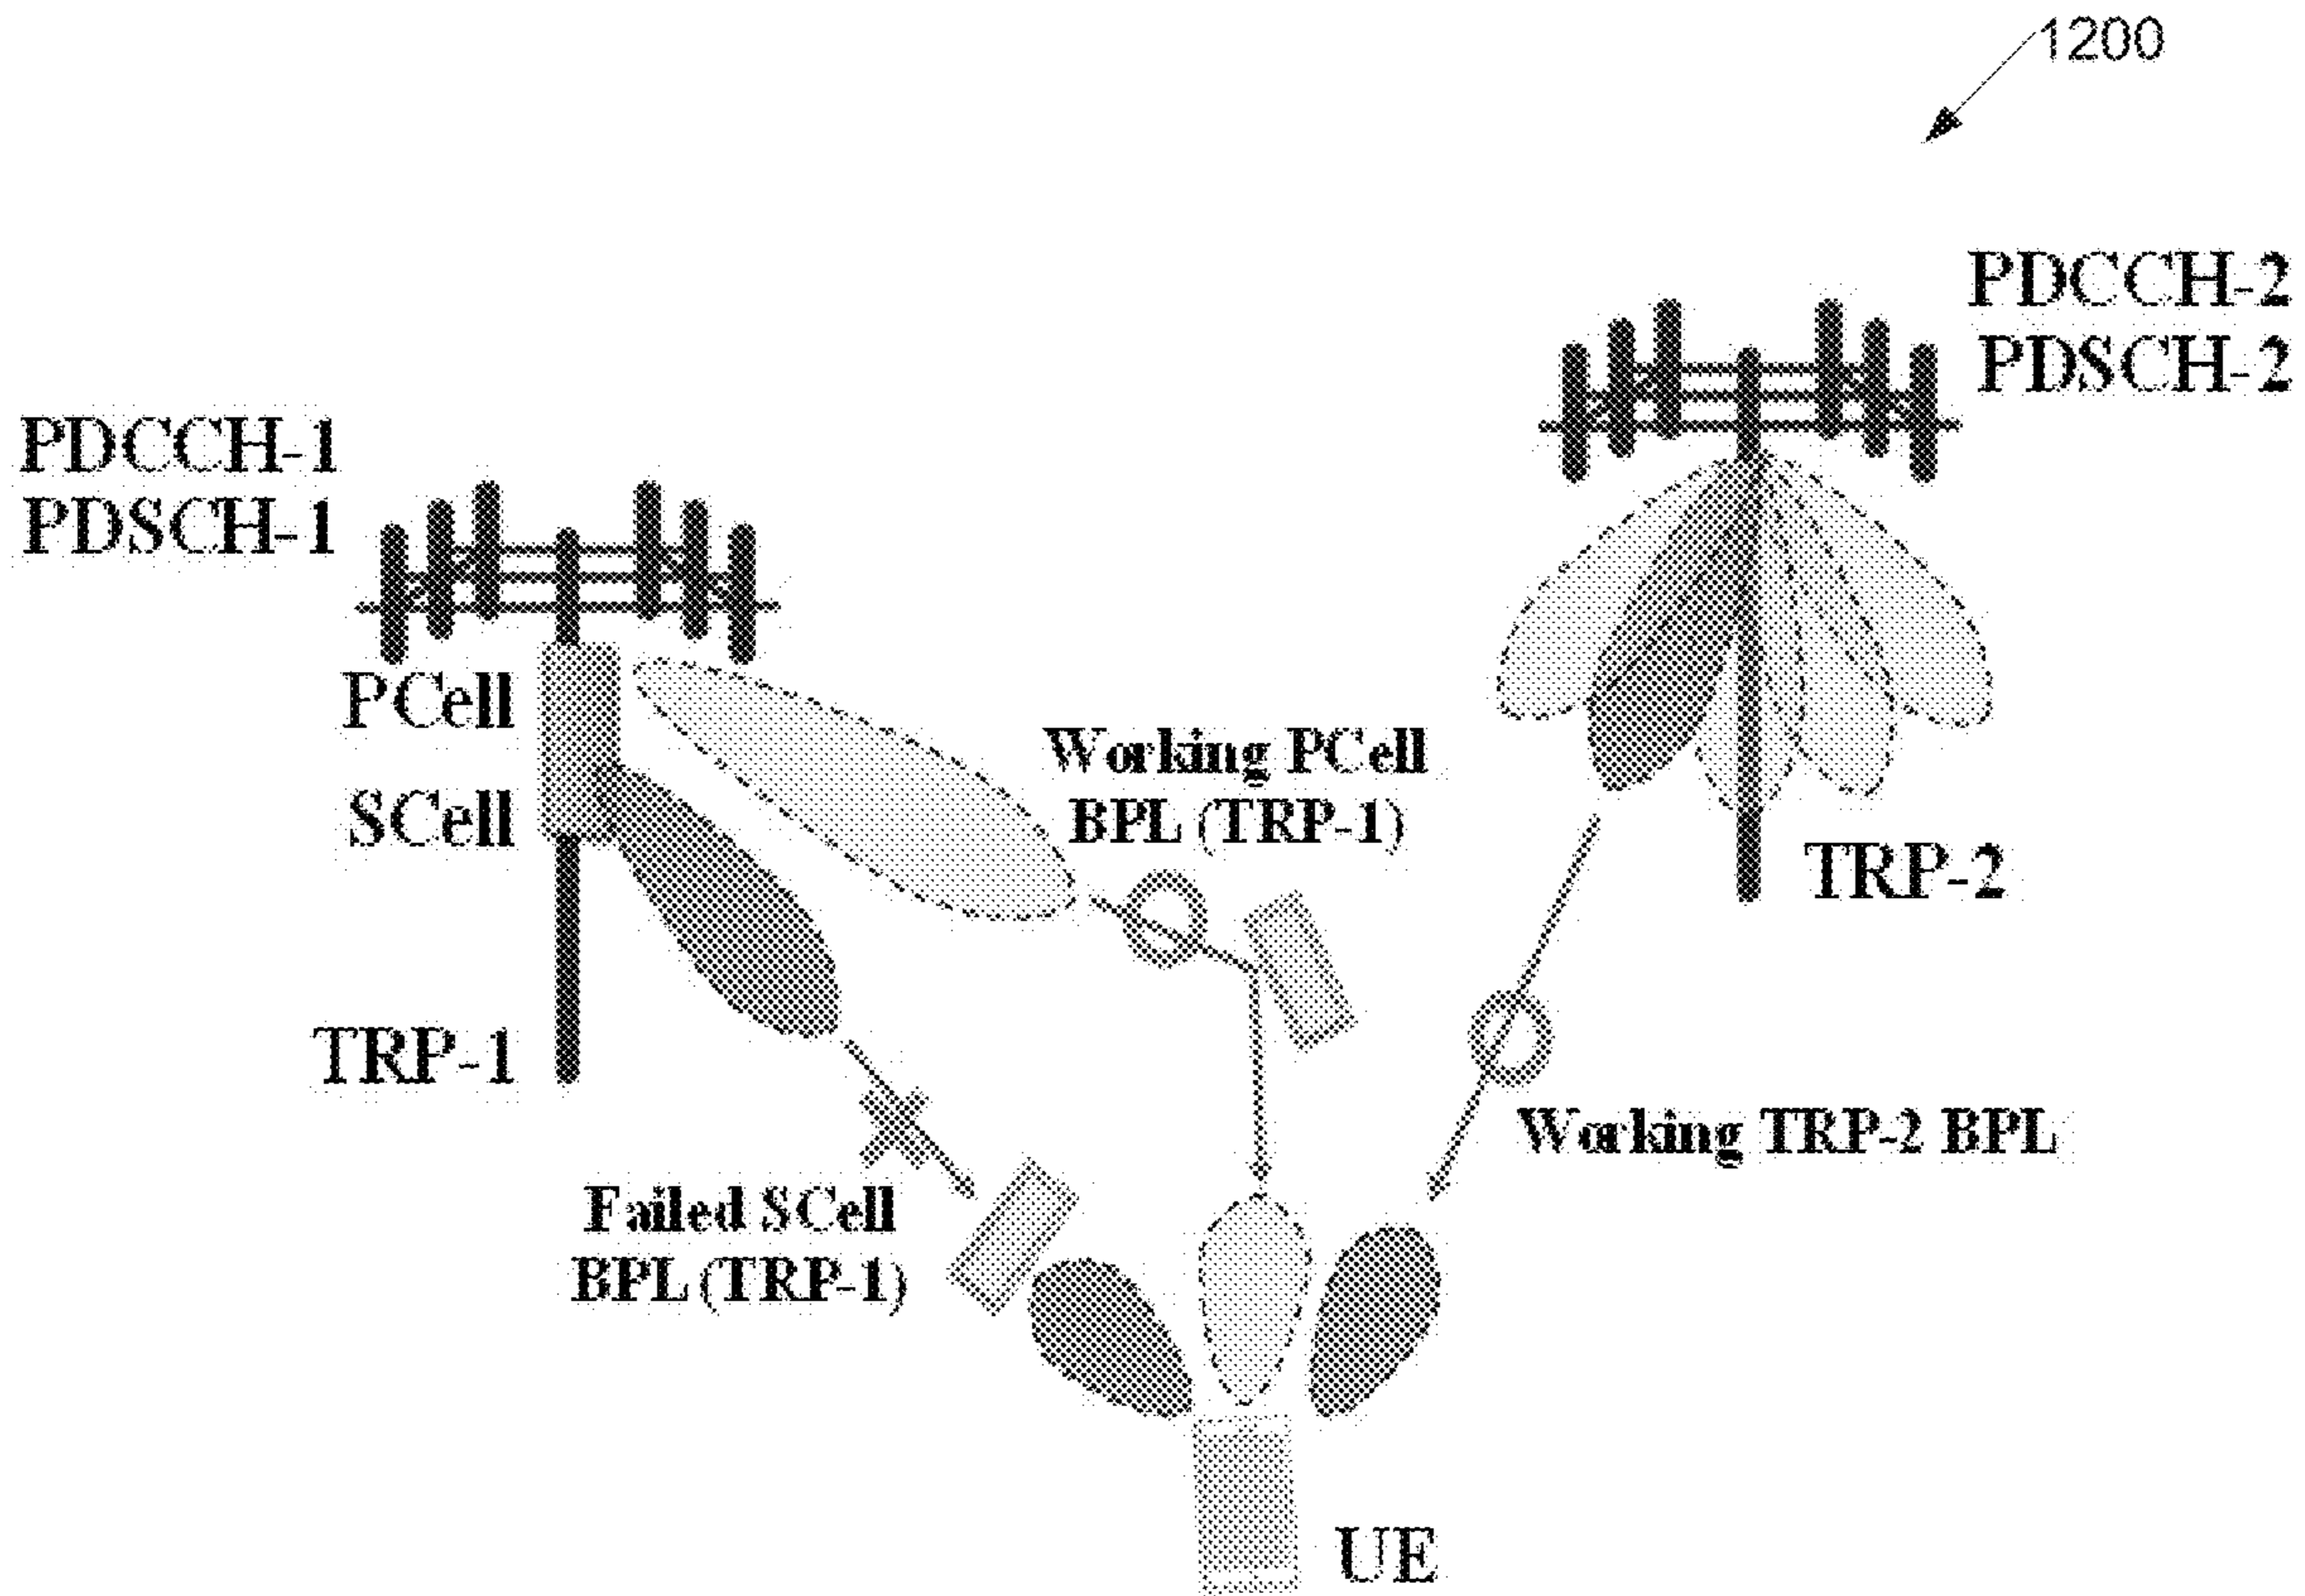 1200
PDCCH-2
PDSCH-2
PDCCH-1
PDSCH-1
PCell
SCell
Working PCell
BPL (TRP-1)
TRP-2
TRP-1
Working TRP-2 BPL
Failed SCell
BPL (TRP-1)
UE